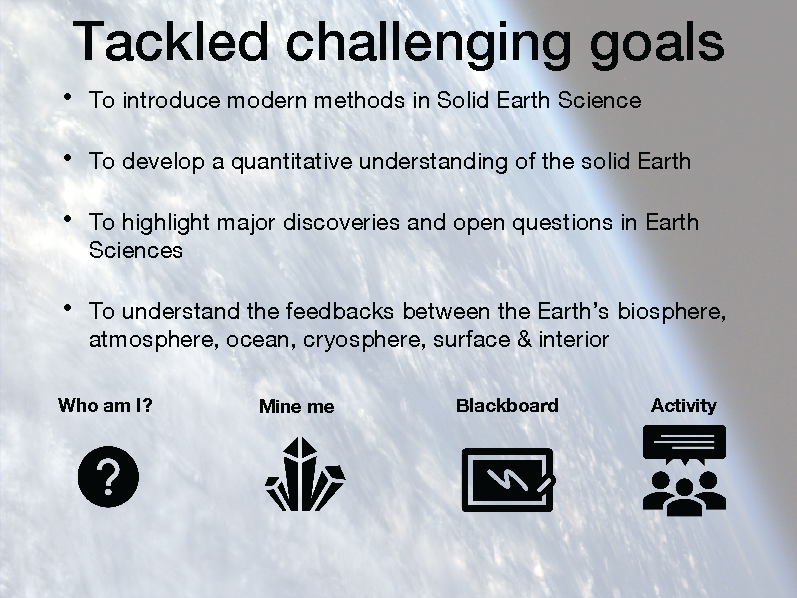 Tackled challenging goals
• To introduce modern methods in Solid Earth Science
• To develop a quantitative understanding of the solid Earth
• To highlight major discoveries and open questions in Earth
Sciences
• To understand the feedbacks between the Earth’s biosphere,
atmosphere, ocean, cryosphere, surface & interior
Who am I? Mine me Blackboard Activity
?